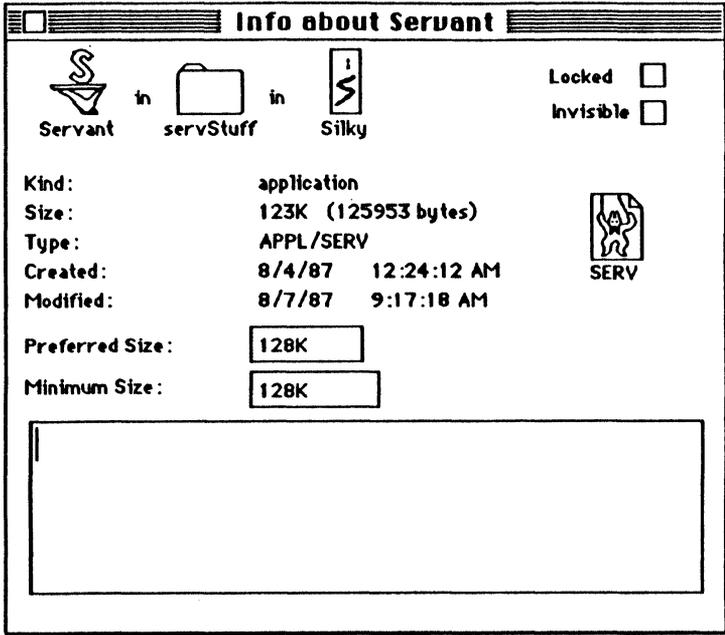 Info about Servant
S
Servant in servStuff in Silky
Locked
Invisible
Kind: application
Size: 123K (125953 bytes)
Type: APPL/SERV
Created: 8/4/87 12:24:12 AM
Modified: 8/7/87 9:17:18 AM
SERV
Preferred Size: 128K
Minimum Size: 128K